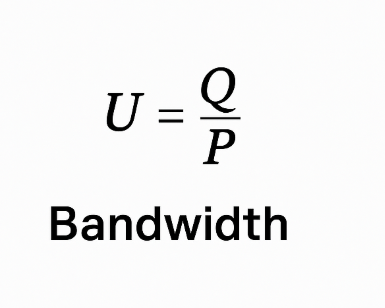 U = Q/P
Bandwidth